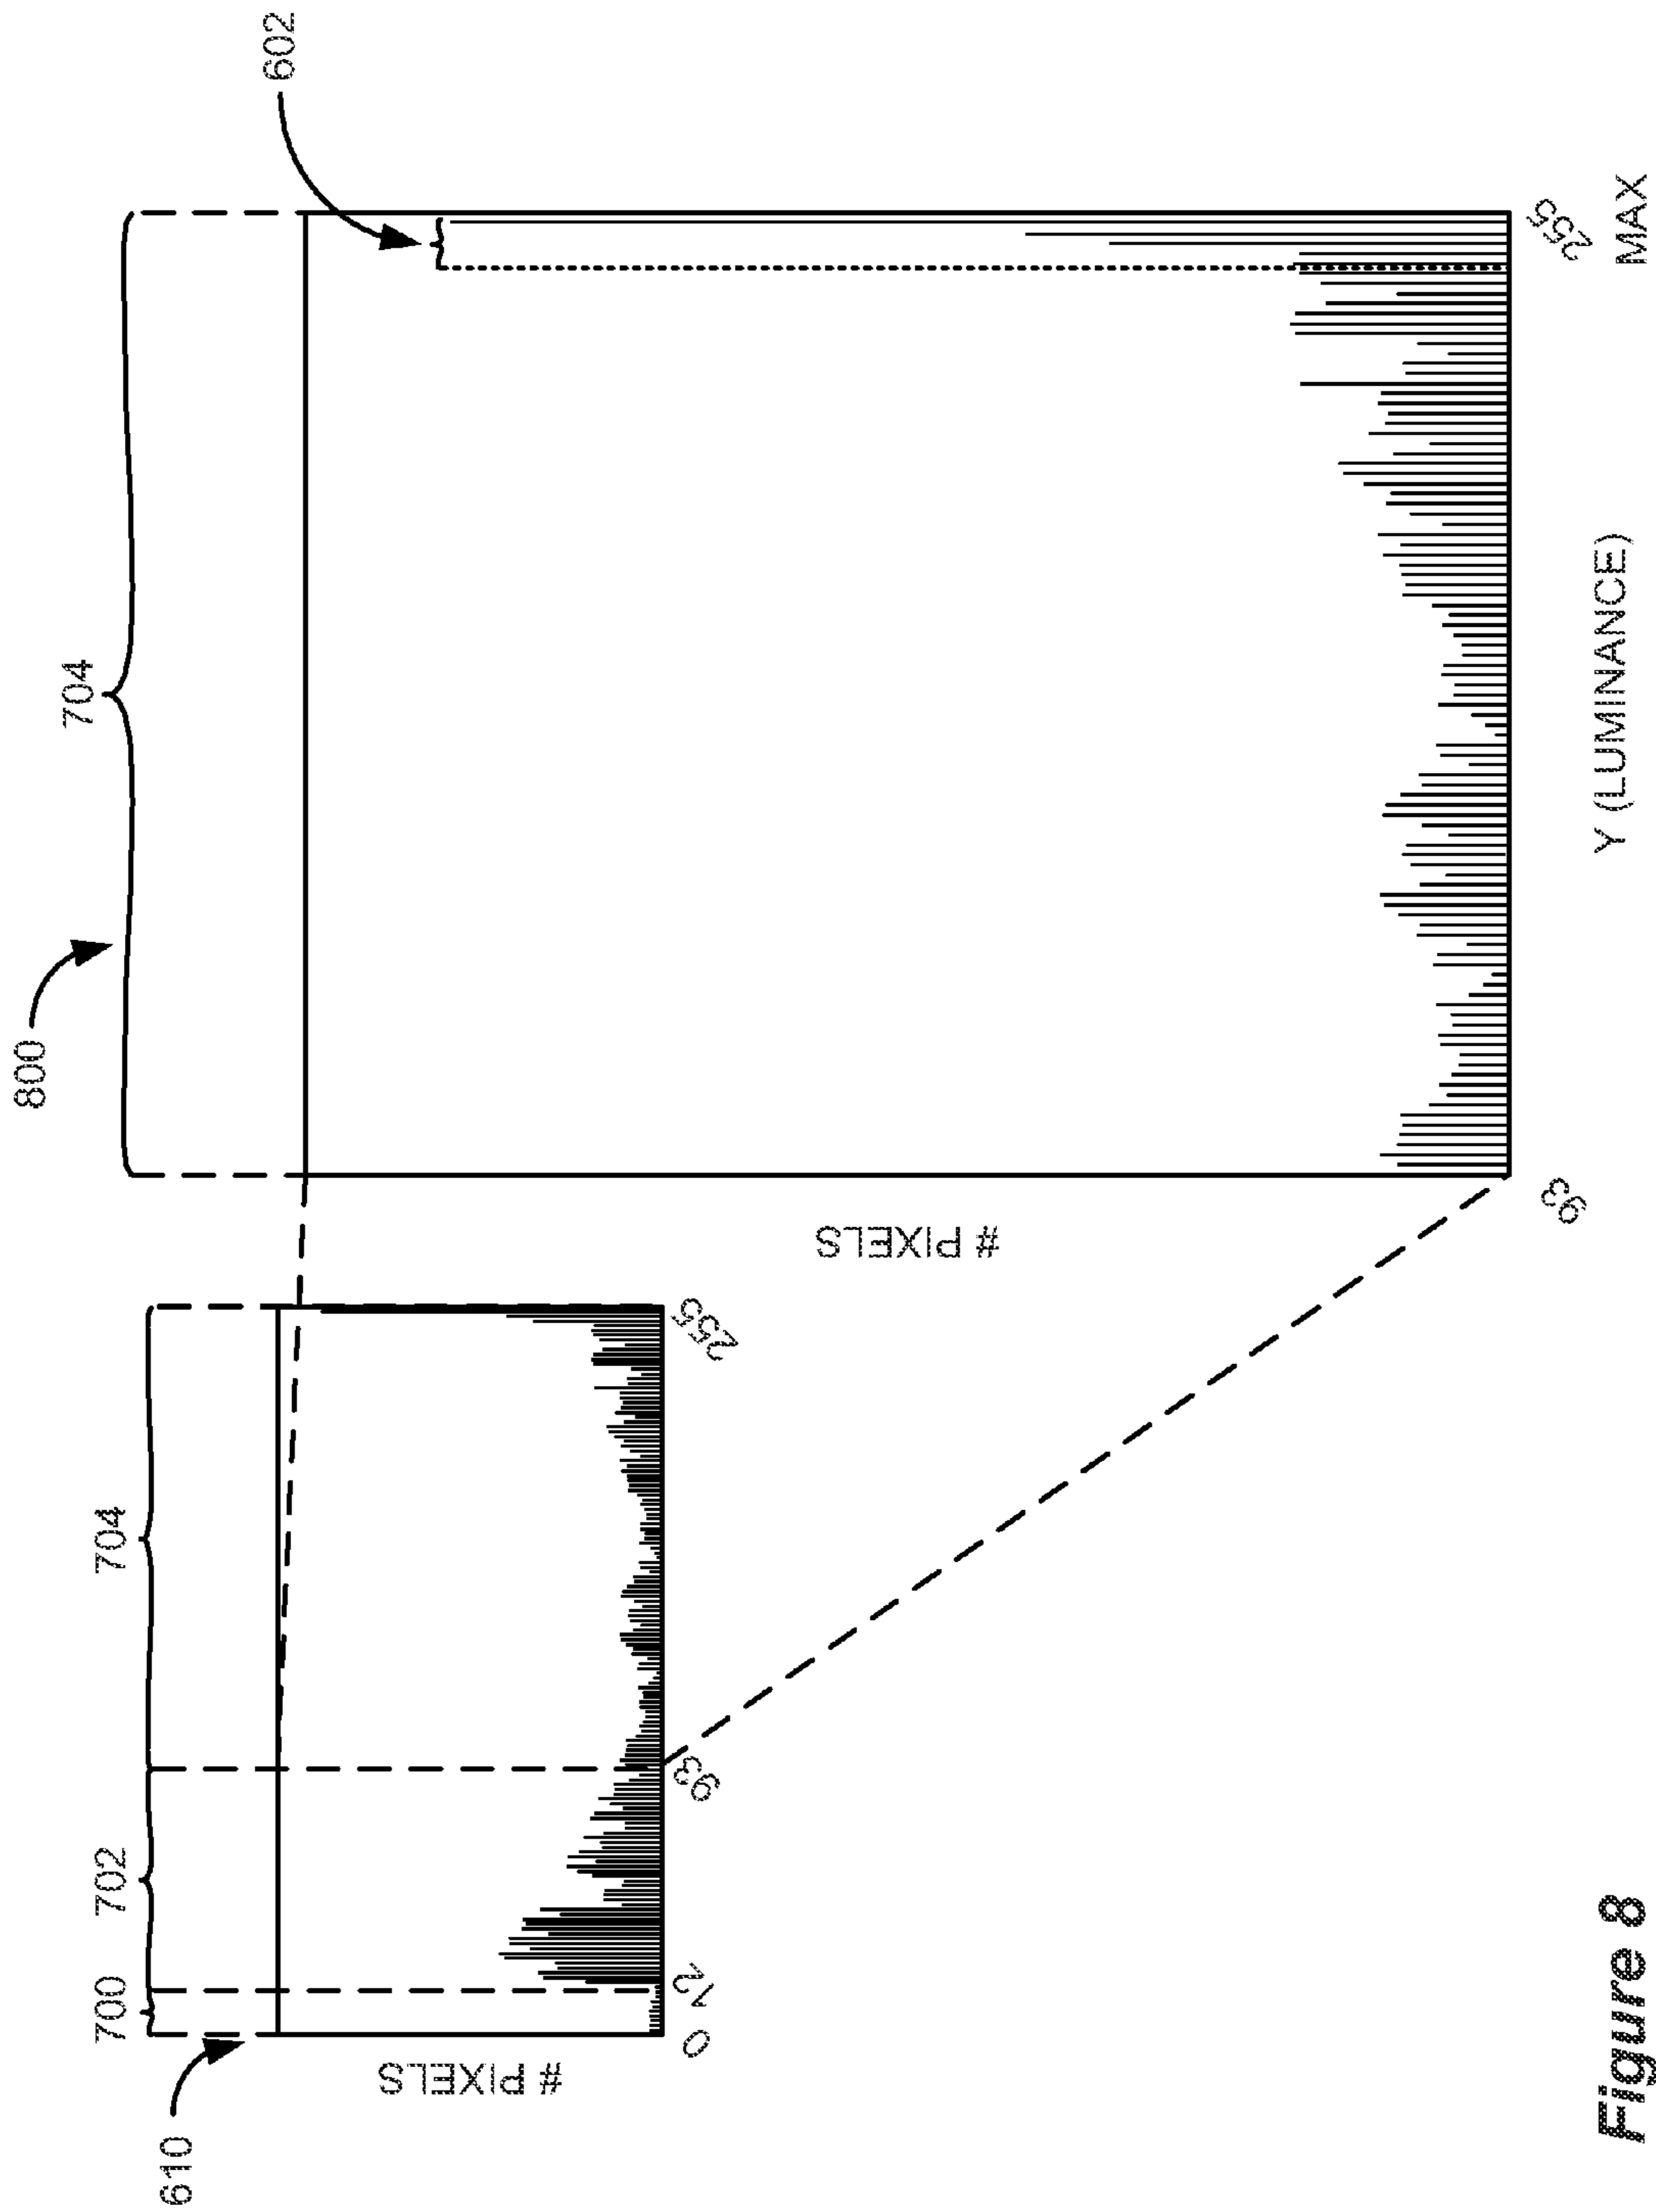 800
704
602
610
700
702
704
# PIXELS
0
12
93
255
# PIXELS
93
255
Y (LUMINANCE)
MAX
Figure 8